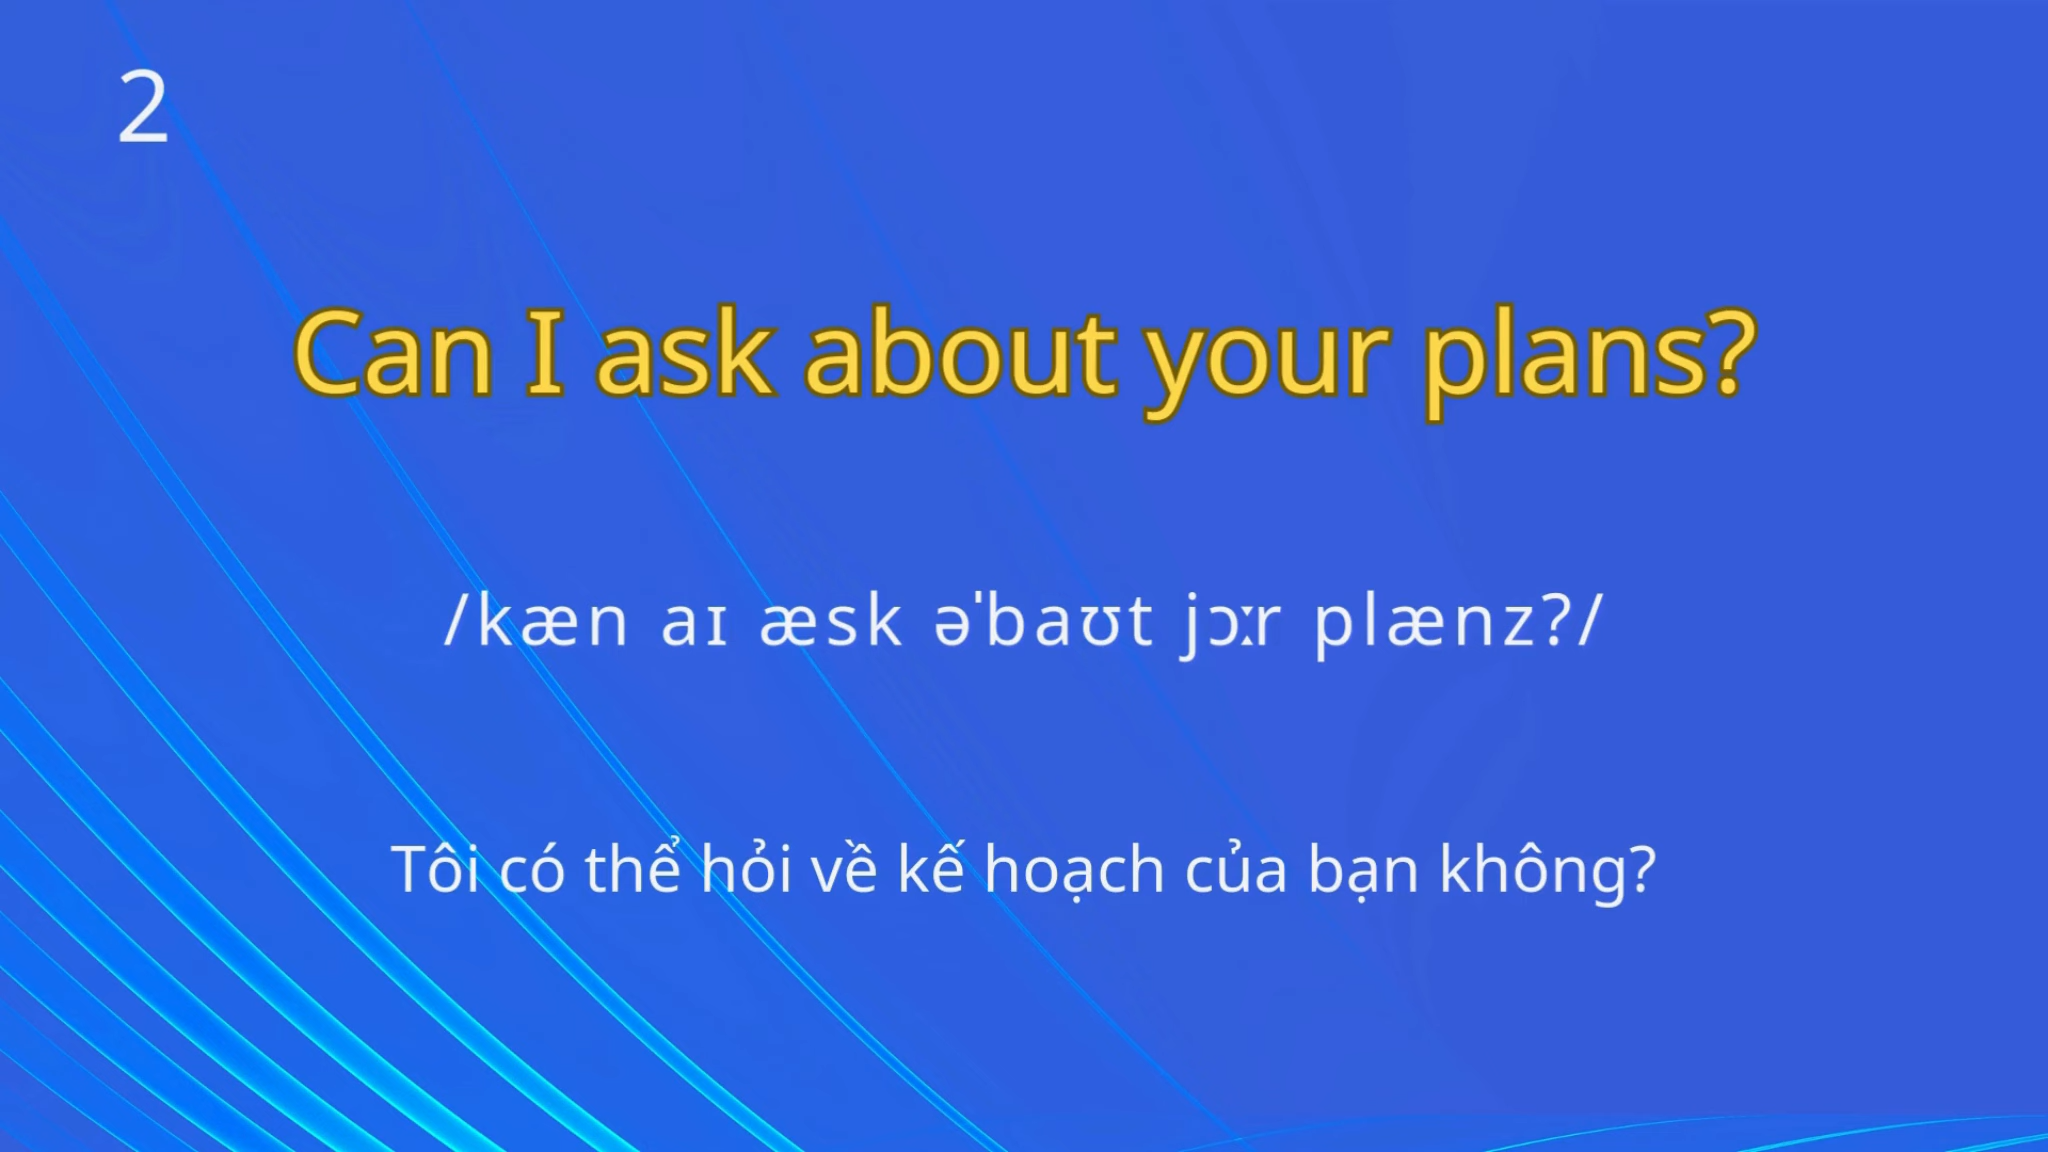 2
Can I ask about your plans?
/kæn aɪ æsk əˈbaʊt jɔːr plænz?/
Tôi có thể hỏi về kế hoạch của bạn không?